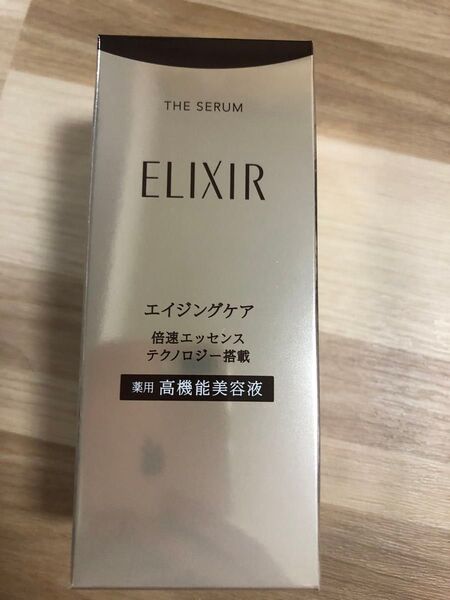 THE SERUM
ELIXIR
エイジングケア
倍速エッセンス
テクノロジー搭載
薬用 高機能美容液